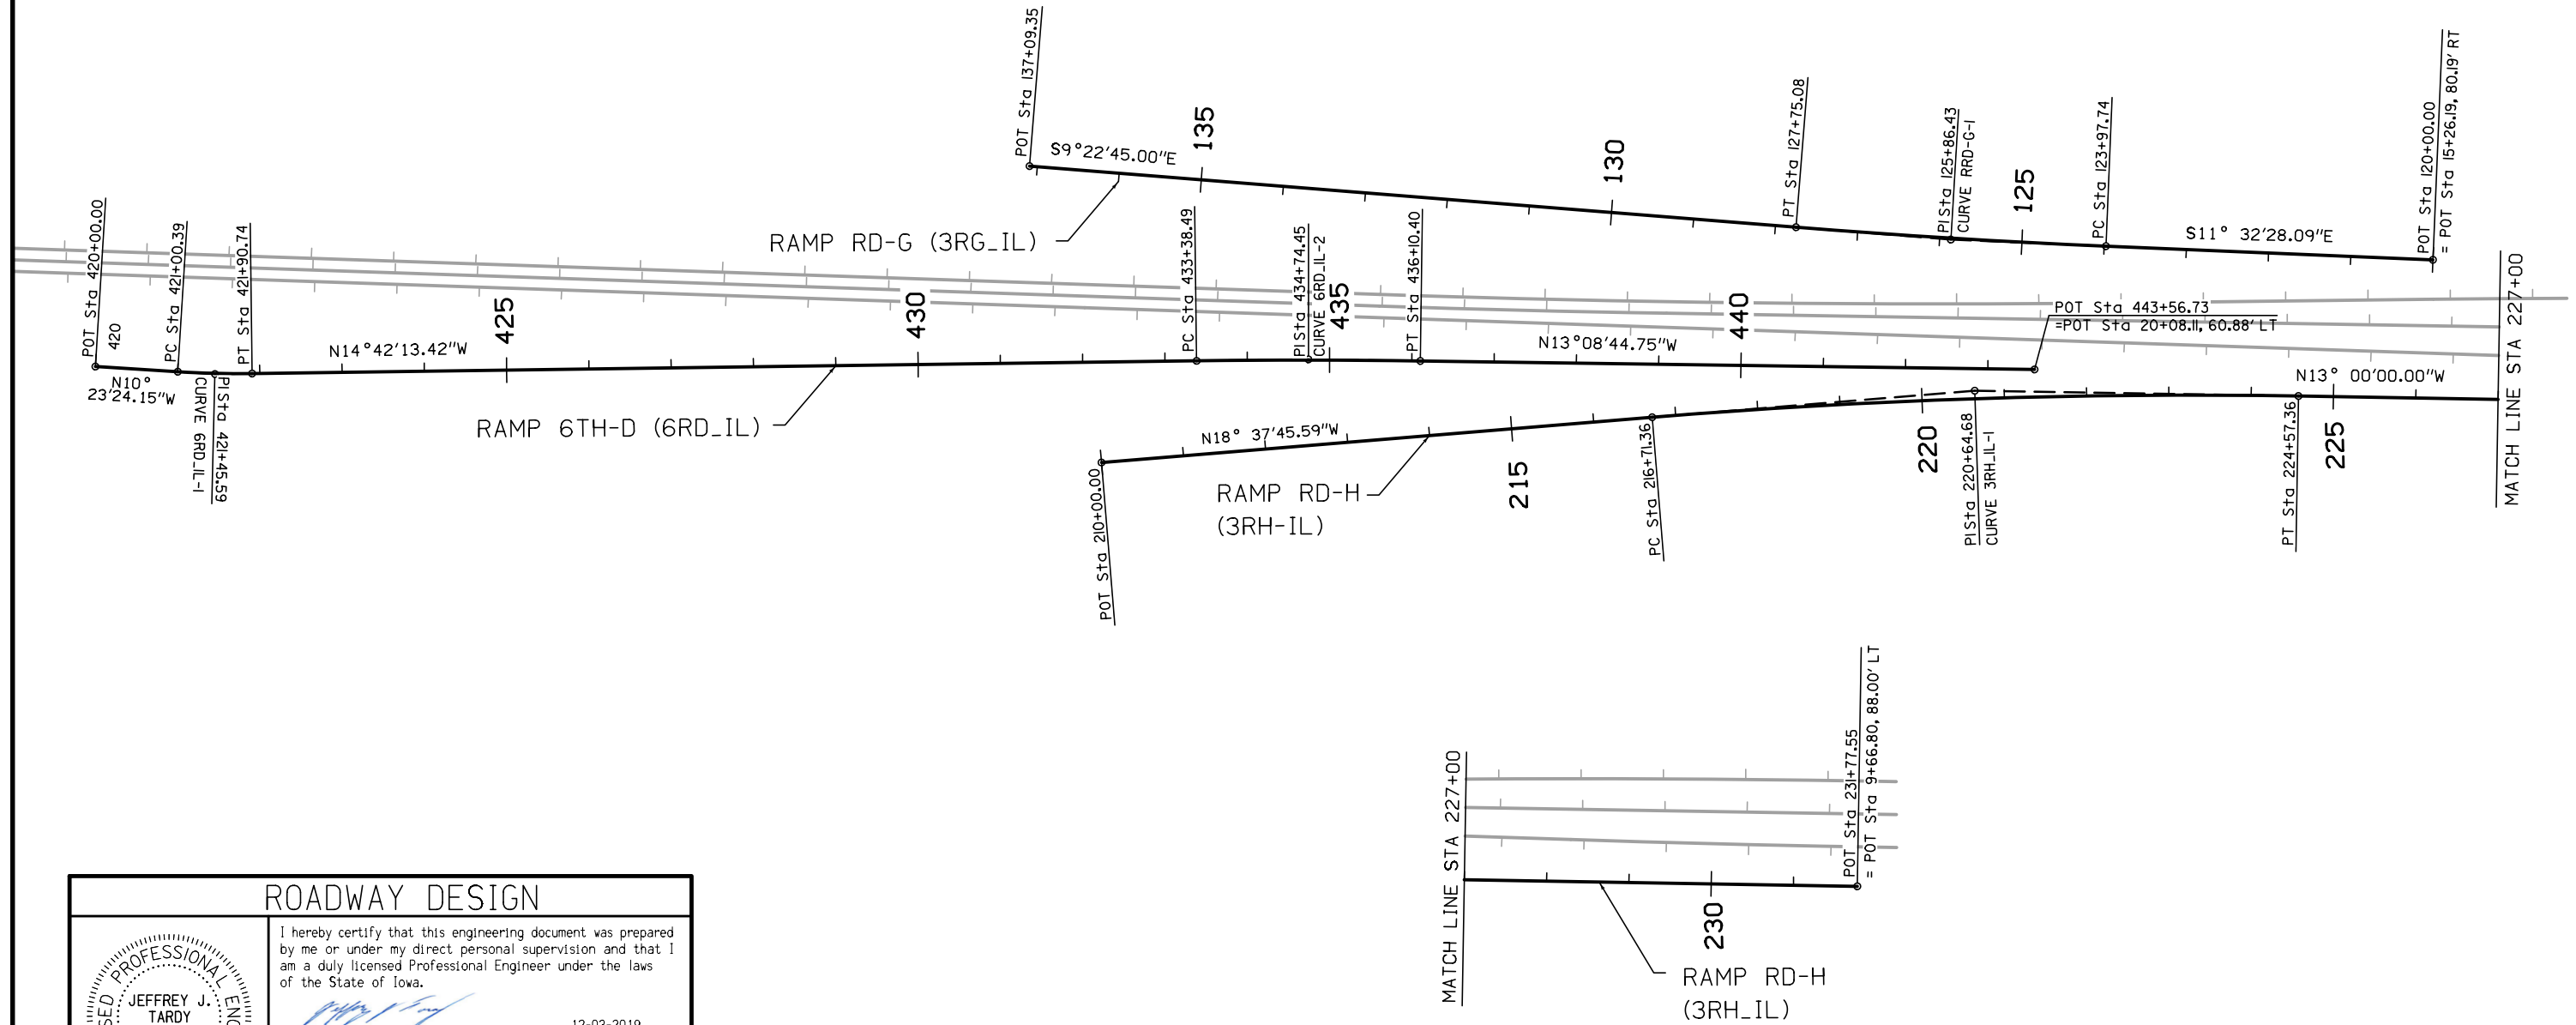 POT Sta 137+09.35
S9°22'45.00"E
135
130
PT Sta 127+75.08
PI Sta 125+86.43
CURVE RRD-G-1
125
PC Sta 123+97.74
S11° 32'28.09"E
POT Sta 120+00.00
= POT Sta 15+26.19, 80.19' RT
RAMP RD-G (3RG_IL)
POT Sta 420+00.00
420
PC Sta 421+00.39
PT Sta 421+90.74
N10°
23'24.15"W
PI Sta 421+45.59
CURVE 6RD_IL-1
N14°42'13.42"W
425
430
RAMP 6TH-D (6RD_IL)
PC Sta 433+38.49
PI Sta 434+74.45
CURVE 6RD_IL-2
435
PT Sta 436+10.40
N13°08'44.75"W
440
POT Sta 443+56.73
=POT Sta 20+08.11, 60.88' LT
MATCH LINE STA 227+00
POT Sta 210+00.00
N18° 37'45.59"W
RAMP RD-H
(3RH-IL)
215
PC Sta 216+71.36
220
PI Sta 220+64.68
CURVE 3RH_IL-1
PT Sta 224+57.36
225
N13° 00'00.00"W
MATCH LINE STA 227+00
230
POT Sta 231+77.55
= POT Sta 9+66.80, 88.00' LT
RAMP RD-H
(3RH_IL)
ROADWAY DESIGN
I hereby certify that this engineering document was prepared
by me or under my direct personal supervision and that I
am a duly licensed Professional Engineer under the laws
of the State of Iowa.
PROFESSIONAL
JEFFREY J.
TARDY
12-03-2019